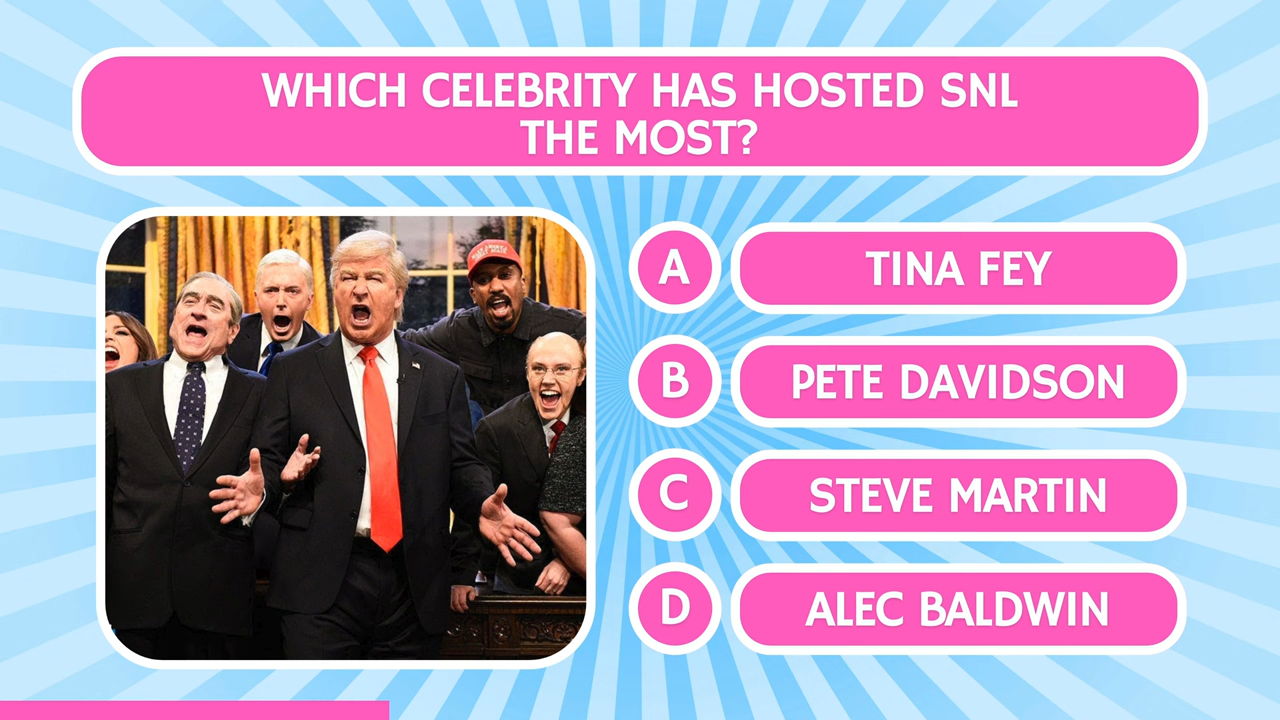 WHICH CELEBRITY HAS HOSTED SNL
THE MOST?
A
TINA FEY
B
PETE DAVIDSON
C
STEVE MARTIN
D
ALEC BALDWIN